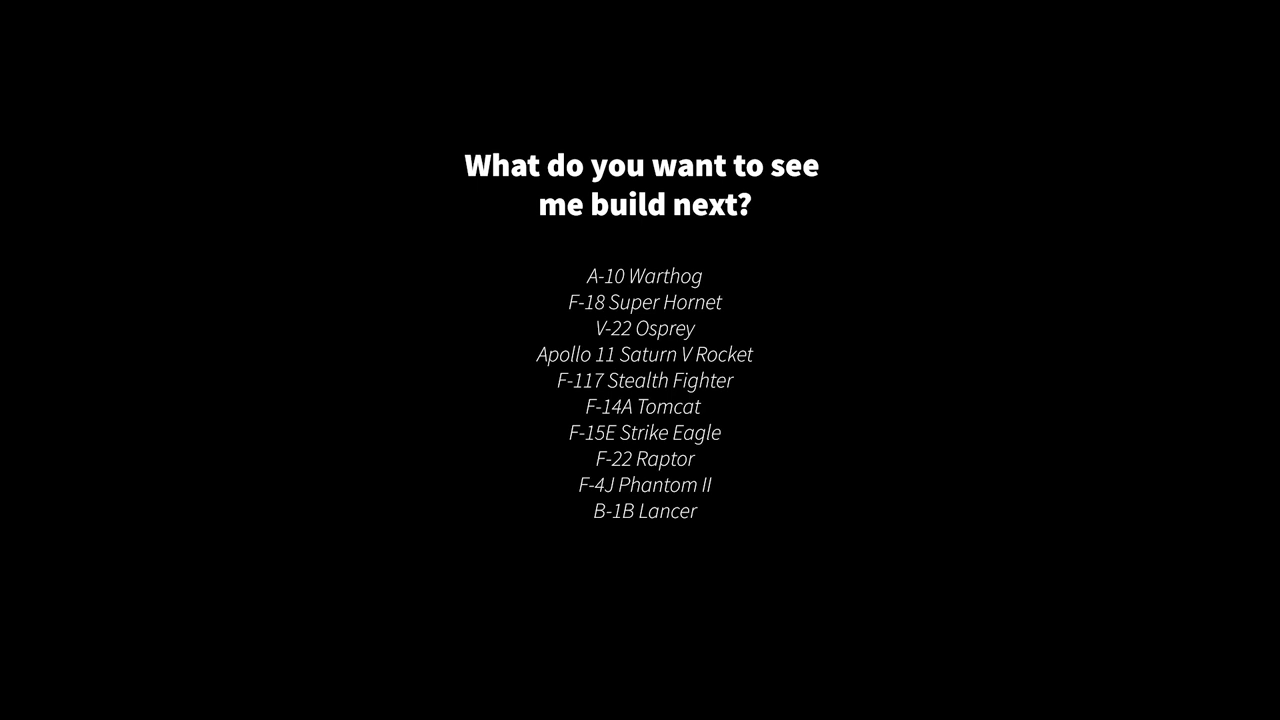 What do you want to see
me build next?
A-10 Warthog
F-18 Super Hornet
V-22 Osprey
Apollo 11 Saturn V Rocket
F-117 Stealth Fighter
F-14A Tomcat
F-15E Strike Eagle
F-22 Raptor
F-4J Phantom II
B-1B Lancer